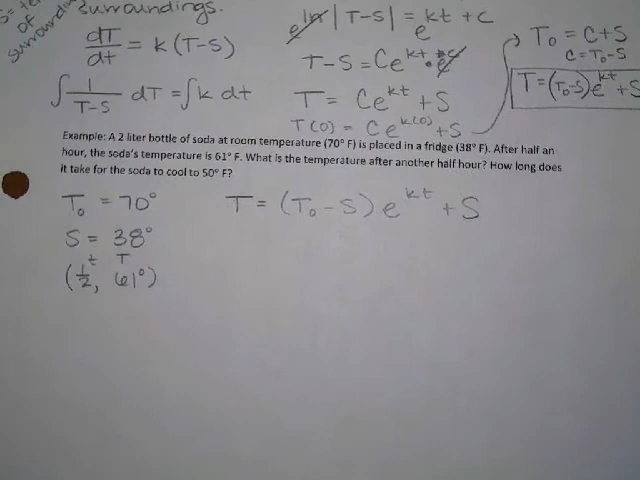 S = te
of
surroundin
surroundings.
dT/dt = k(T-S)
∫ 1/(T-S) dT = ∫ k dt
e^ln|T-S| = e^kt + c
T-S = Ce^kt
T = Ce^kt + S
T(0) = Ce^k(0) + S
T₀ = C+S
C = T₀-S
T = (T₀-S)e^kt + S
Example: A 2 liter bottle of soda at room temperature (70° F) is placed in a fridge (38° F). After half an
hour, the soda's temperature is 61° F. What is the temperature after another half hour? How long does
it take for the soda to cool to 50° F?
T₀ = 70°
T = (T₀ - S) e^kt + S
S = 38°
t T
(1/2, 61°)